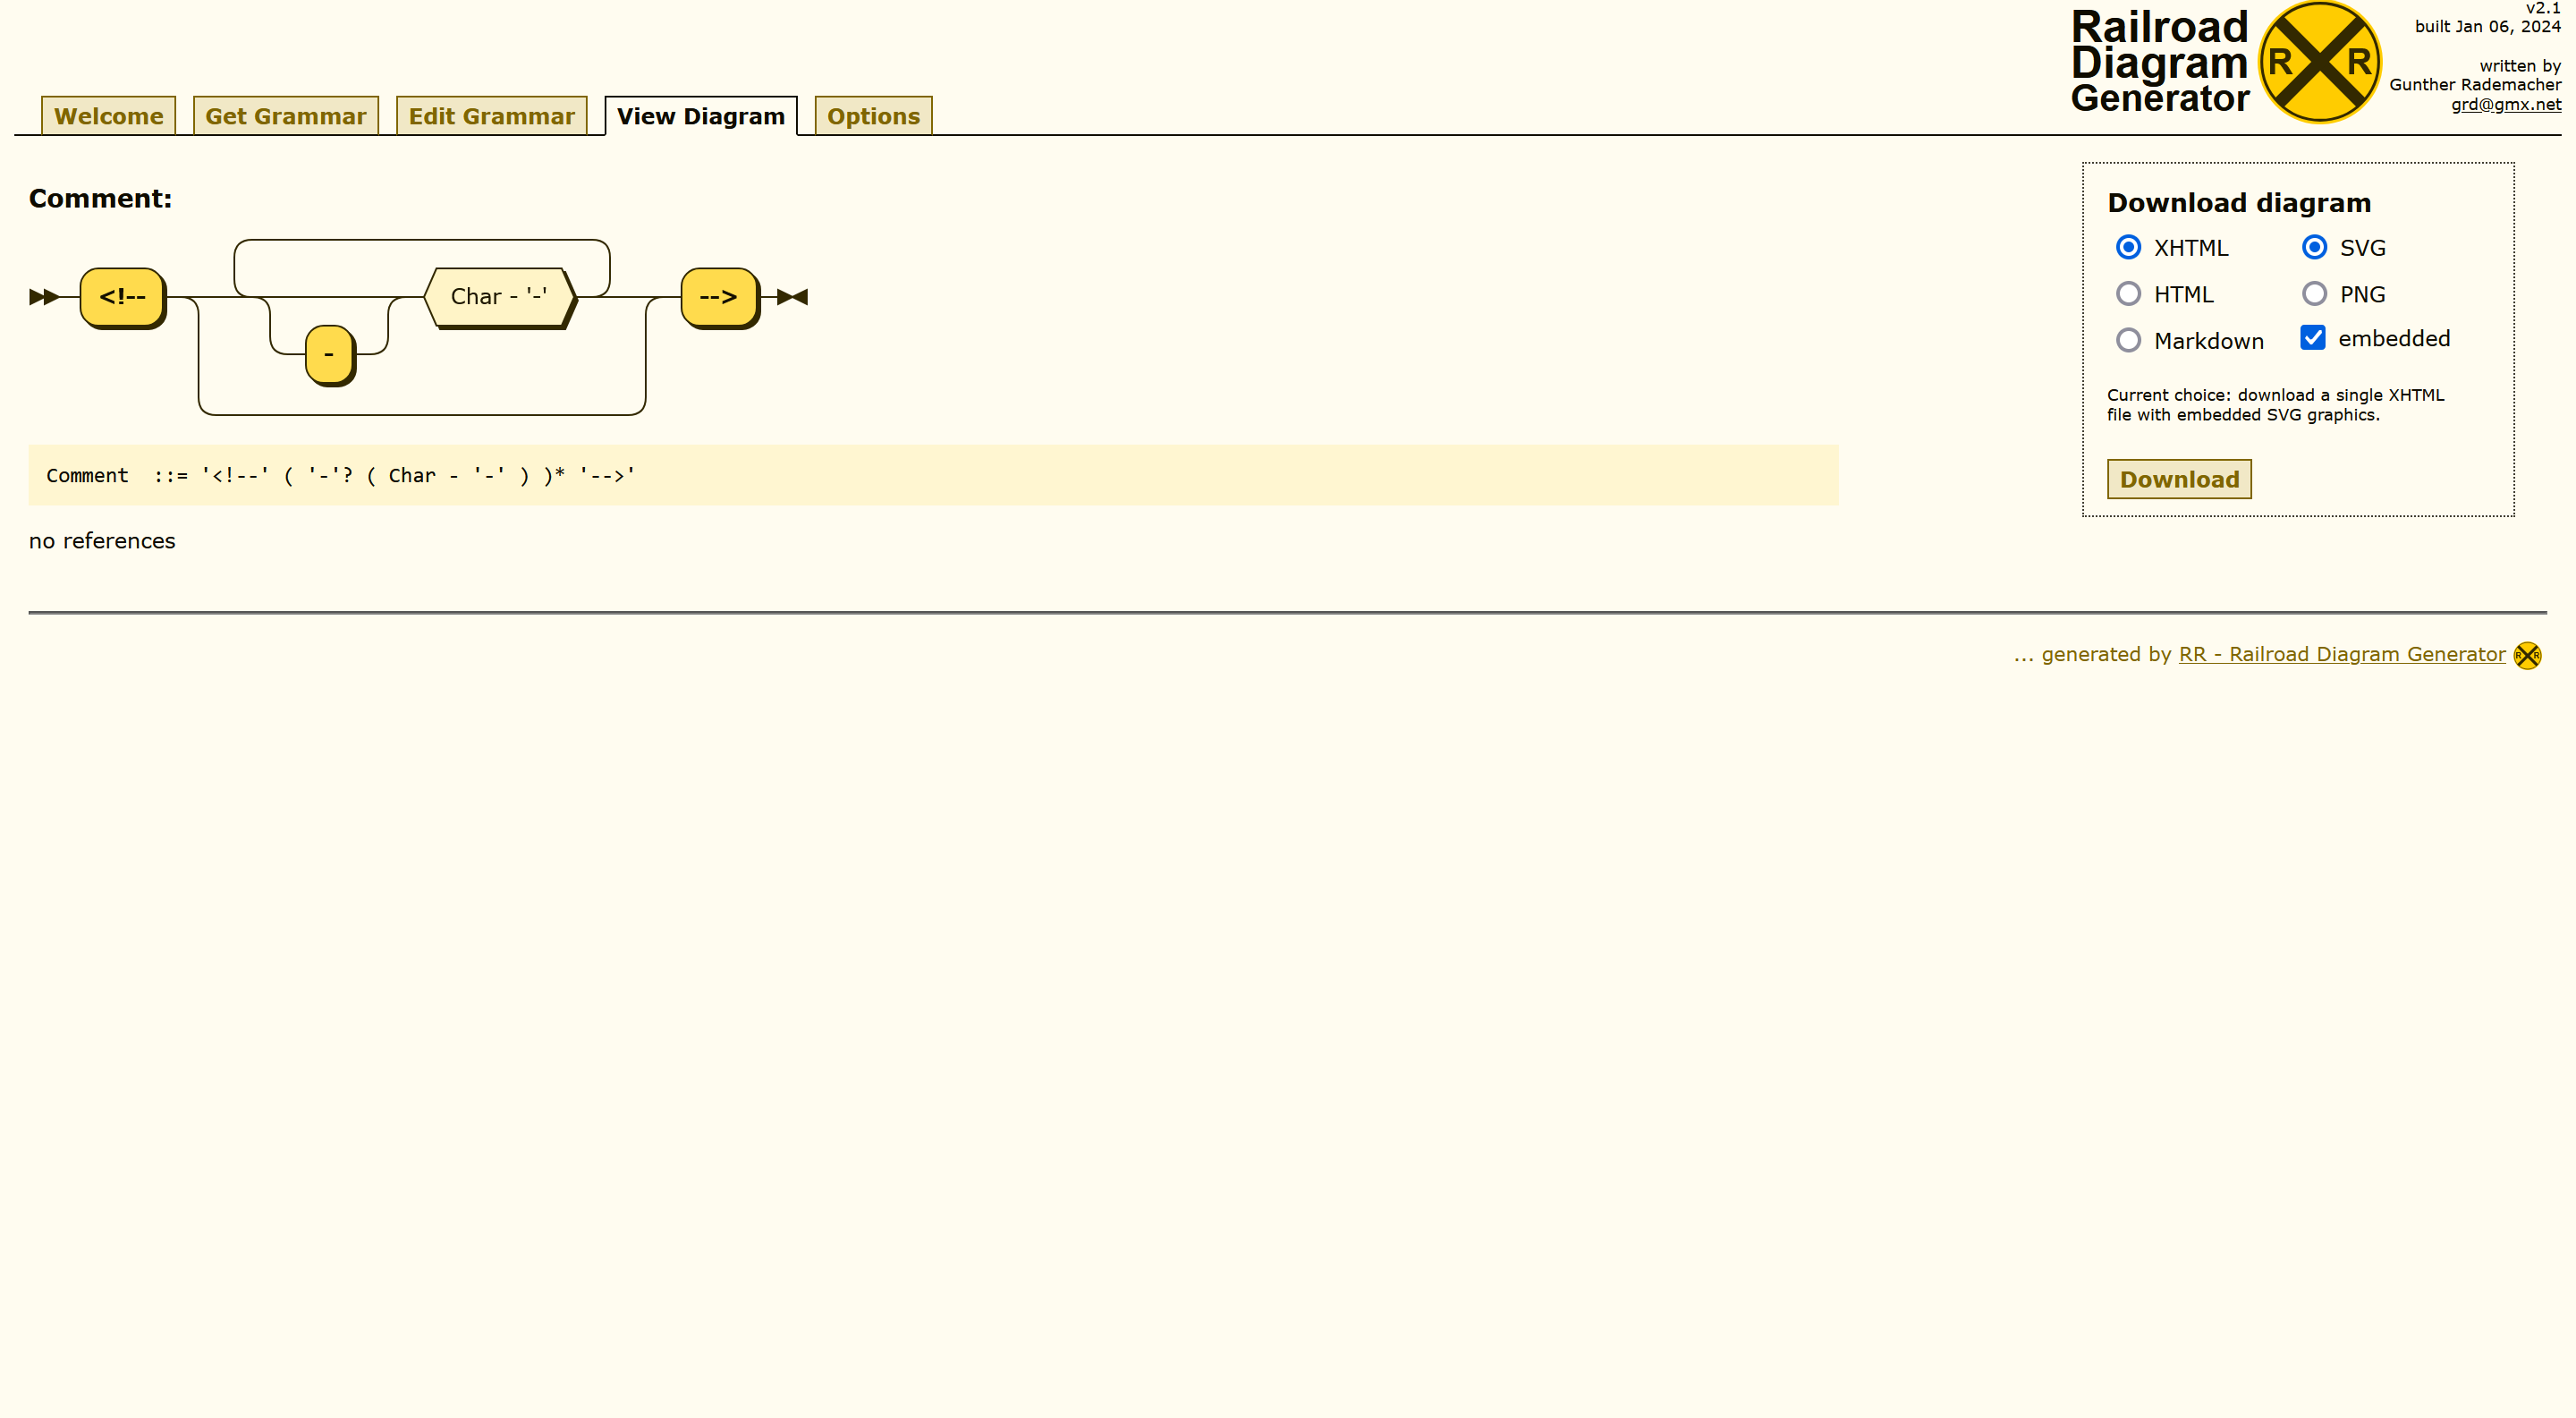 Railroad
Diagram
Generator
R R
v2.1
built Jan 06, 2024
written by
Gunther Rademacher
grd@gmx.net
Welcome
Get Grammar
Edit Grammar
View Diagram
Options
Comment:
<!--
-
Char - '-'
-->
Comment  ::= '<!--' ( '-'? ( Char - '-' ) )* '-->'
no references
Download diagram
XHTML
SVG
HTML
PNG
Markdown
embedded
Current choice: download a single XHTML
file with embedded SVG graphics.
Download
... generated by RR - Railroad Diagram Generator R R